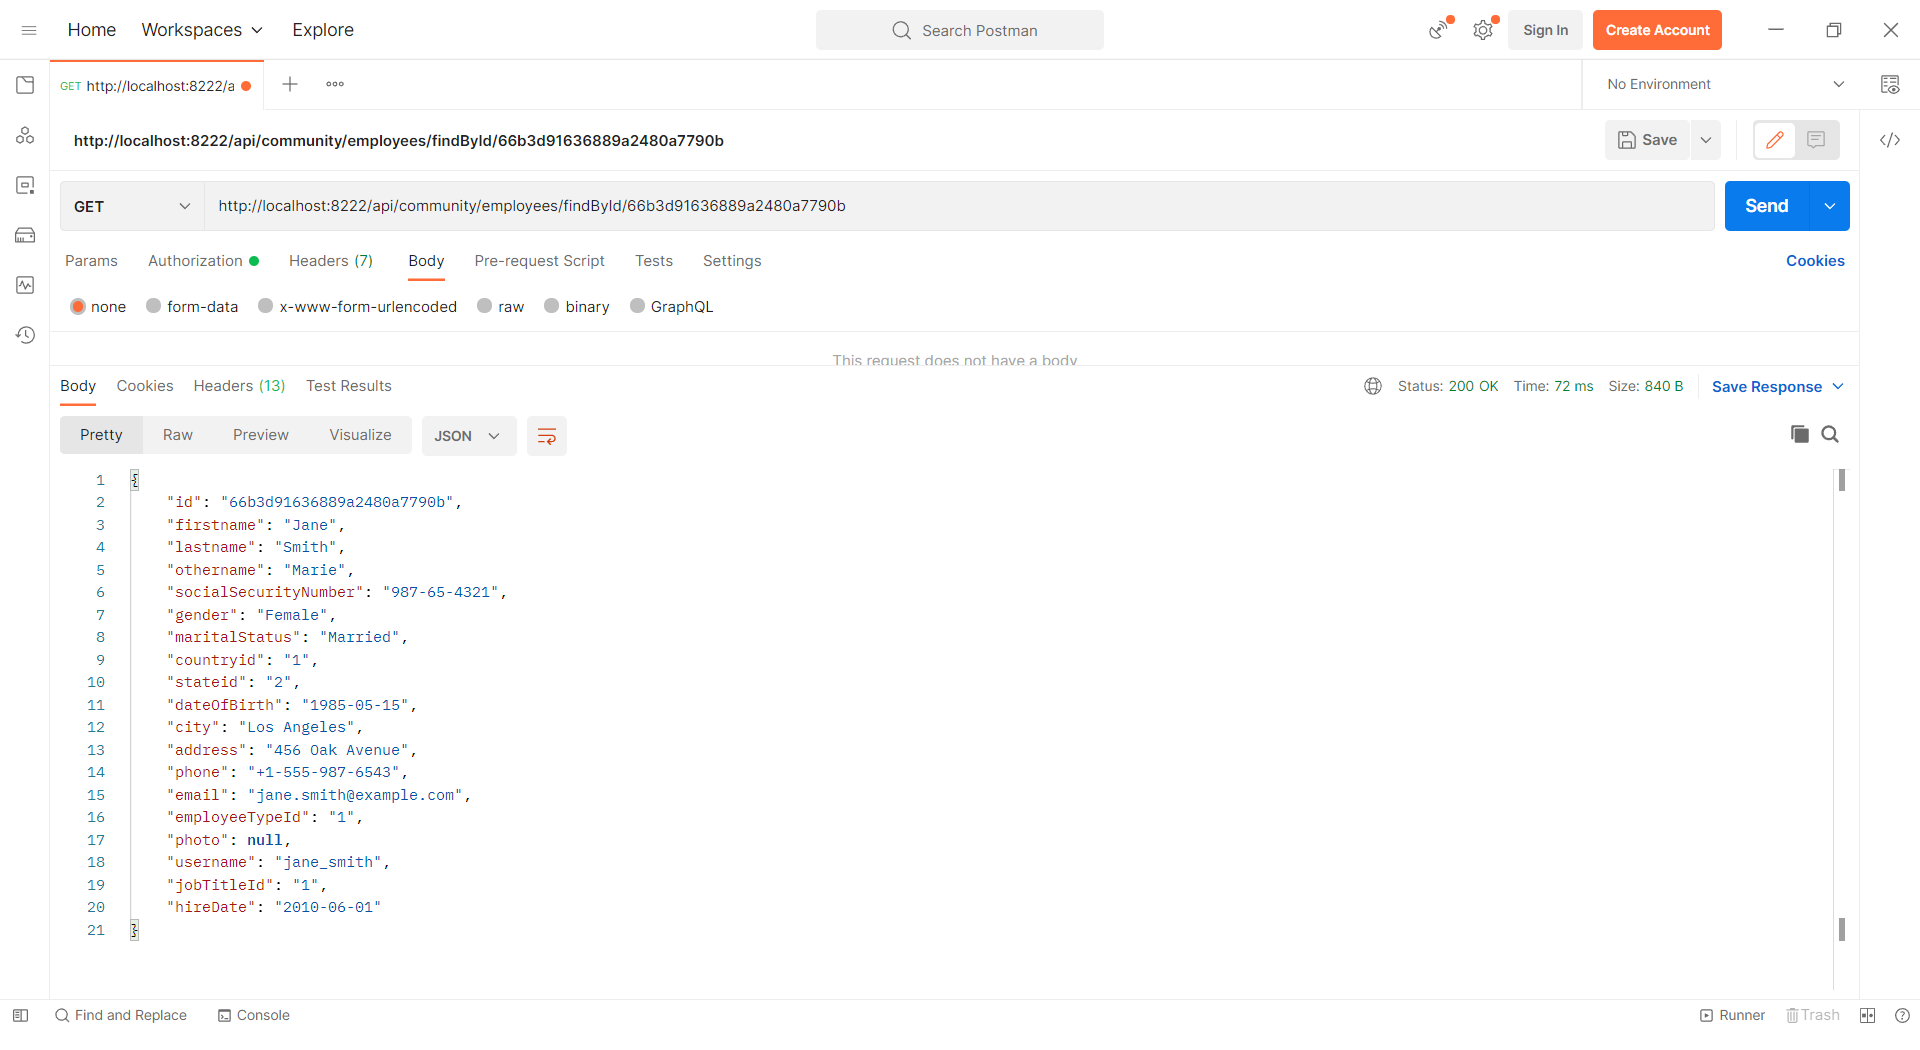 Home Workspaces Explore Search Postman Sign In Create Account
GET http://localhost:8222/a No Environment
http://localhost:8222/api/community/employees/findById/66b3d91636889a2480a7790b Save
GET http://localhost:8222/api/community/employees/findById/66b3d91636889a2480a7790b Send
Params Authorization Headers (7) Body Pre-request Script Tests Settings Cookies
none form-data x-www-form-urlencoded raw binary GraphQL
This request does not have a body
Body Cookies Headers (13) Test Results Status: 200 OK Time: 72 ms Size: 840 B Save Response
Pretty Raw Preview Visualize JSON
1 {
2 "id": "66b3d91636889a2480a7790b",
3 "firstname": "Jane",
4 "lastname": "Smith",
5 "othername": "Marie",
6 "socialSecurityNumber": "987-65-4321",
7 "gender": "Female",
8 "maritalStatus": "Married",
9 "countryid": "1",
10 "stateid": "2",
11 "dateOfBirth": "1985-05-15",
12 "city": "Los Angeles",
13 "address": "456 Oak Avenue",
14 "phone": "+1-555-987-6543",
15 "email": "jane.smith@example.com",
16 "employeeTypeId": "1",
17 "photo": null,
18 "username": "jane_smith",
19 "jobTitleId": "1",
20 "hireDate": "2010-06-01"
21 }
Find and Replace Console Runner Trash